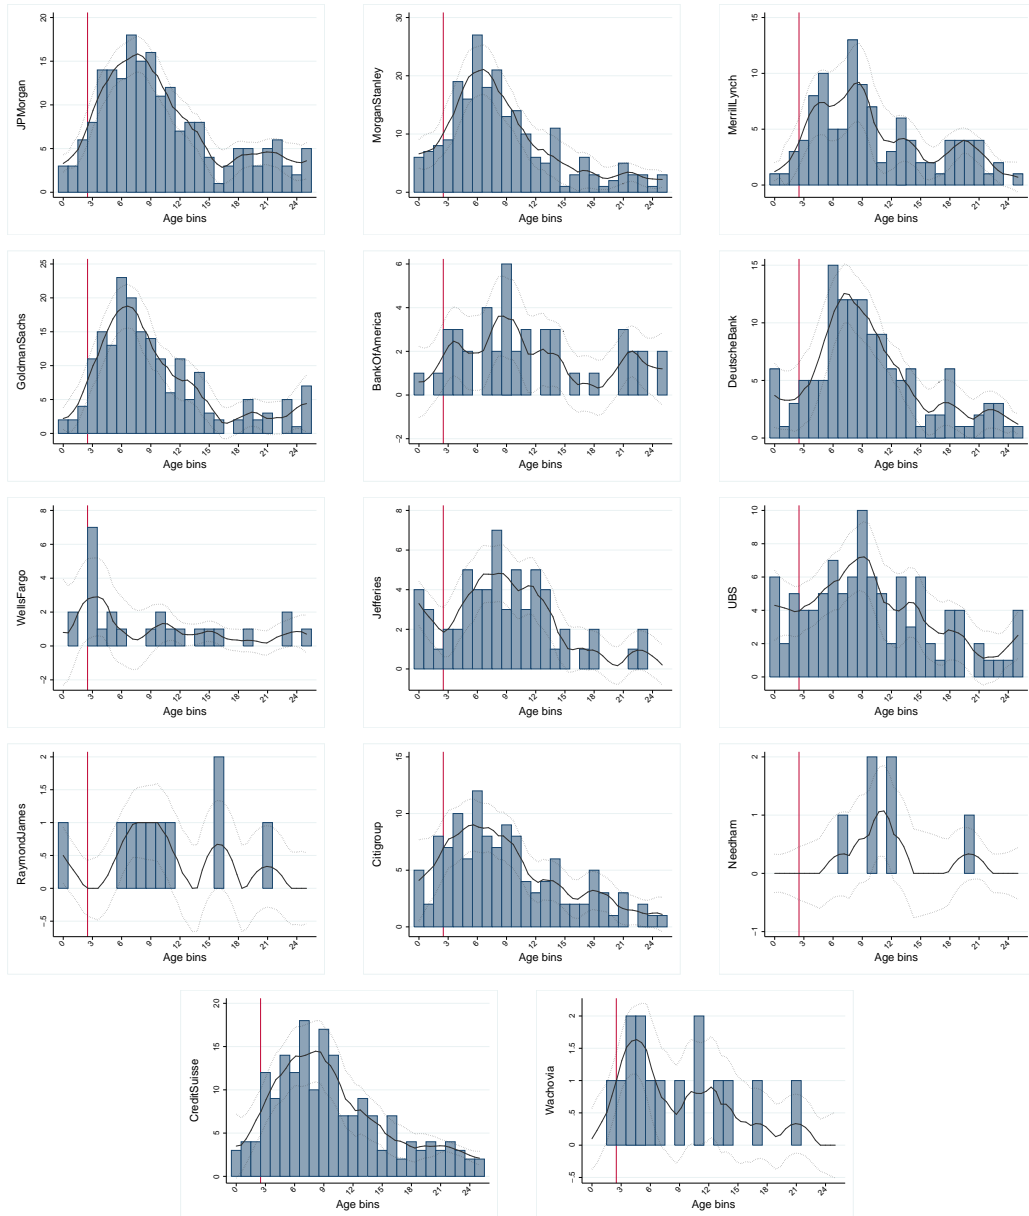 JPMorgan
20
15
10
5
0
0 3 6 9 12 15 18 21 24
Age bins
MorganStanley
30
20
10
0
0 3 6 9 12 15 18 21 24
Age bins
MerrillLynch
15
10
5
0
0 3 6 9 12 15 18 21 24
Age bins
GoldmanSachs
25
20
15
10
5
0
0 3 6 9 12 15 18 21 24
Age bins
BankOfAmerica
6
4
2
0
-2
0 3 6 9 12 15 18 21 24
Age bins
DeutscheBank
15
10
5
0
0 3 6 9 12 15 18 21 24
Age bins
WellsFargo
8
6
4
2
0
-2
0 3 6 9 12 15 18 21 24
Age bins
Jefferies
8
6
4
2
0
0 3 6 9 12 15 18 21 24
Age bins
UBS
10
8
6
4
2
0
0 3 6 9 12 15 18 21 24
Age bins
RaymondJames
2
1.5
1
.5
0
-.5
0 3 6 9 12 15 18 21 24
Age bins
Citigroup
15
10
5
0
0 3 6 9 12 15 18 21 24
Age bins
Needham
2
1
0
-1
0 3 6 9 12 15 18 21 24
Age bins
CreditSuisse
20
15
10
5
0
0 3 6 9 12 15 18 21 24
Age bins
Wachovia
2
1.5
1
.5
0
-.5
0 3 6 9 12 15 18 21 24
Age bins